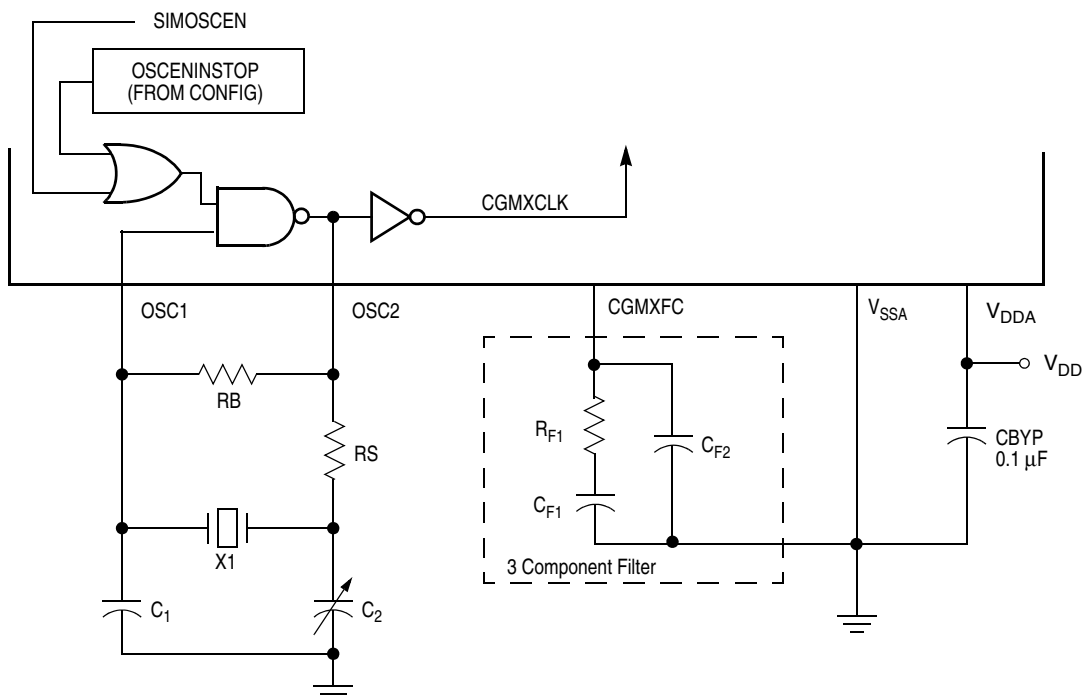 SIMOSCEN
OSCENINSTOP
(FROM CONFIG)
CGMXCLK
OSC1
OSC2
CGMXFC
VSSA
VDDA
VDD
RB
RS
RF1
CF2
CBYP
0.1 μF
CF1
X1
3 Component Filter
C1
C2